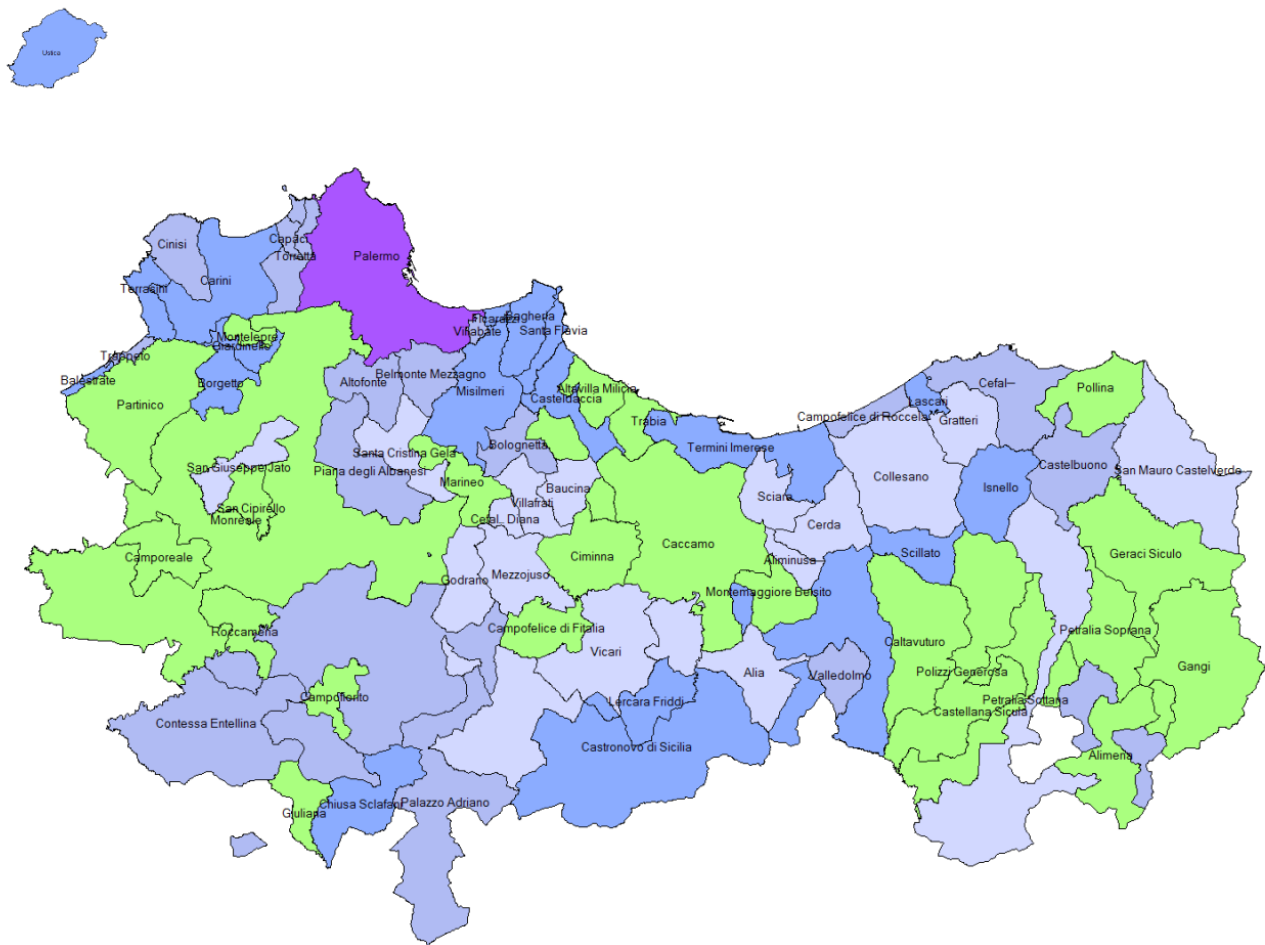 Ustica
Cinisi
Capaci
Torretta
Palermo
Carini
Terrasini
Ficarazzi
Bagheria
Villabate
Santa Flavia
Montelepre
Giardinello
Trappeto
Balestrate
Borgetto
Partinico
Altofonte
Belmonte Mezzagno
Misilmeri
Casteldaccia
Altavilla Milicia
Trabia
Termini Imerese
Campofelice di Roccella
Lascari
Cefal—
Gratteri
Pollina
Castelbuono
San Mauro Castelverde
Isnello
Collesano
San Giuseppe Jato
San Cipirello
Monreale
Piana degli Albanesi
Santa Cristina Gela
Marineo
Bolognetta
Baucina
Villafrati
Cefal.. Diana
Sciara
Cerda
Aliminusa
Scillato
Geraci Siculo
Camporeale
Godrano
Mezzojuso
Ciminna
Caccamo
Montemaggiore Belsito
Roccamena
Campofelice di Fitalia
Vicari
Alia
Valledolmo
Caltavuturo
Polizzi Generosa
Petralia Soprana
Gangi
Petralia Sottana
Castellana Sicula
Campofiorito
Contessa Entellina
Lercara Friddi
Castronovo di Sicilia
Alimena
Giuliana
Chiusa Sclafani
Palazzo Adriano